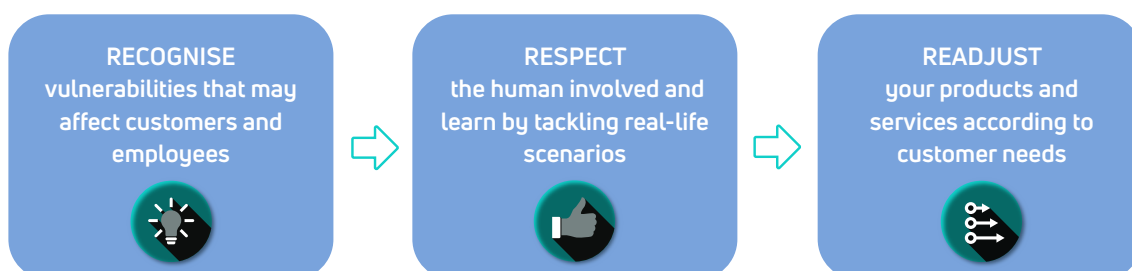 RECOGNISE
vulnerabilities that may
affect customers and
employees
RESPECT
the human involved and
learn by tackling real-life
scenarios
READJUST
your products and
services according to
customer needs